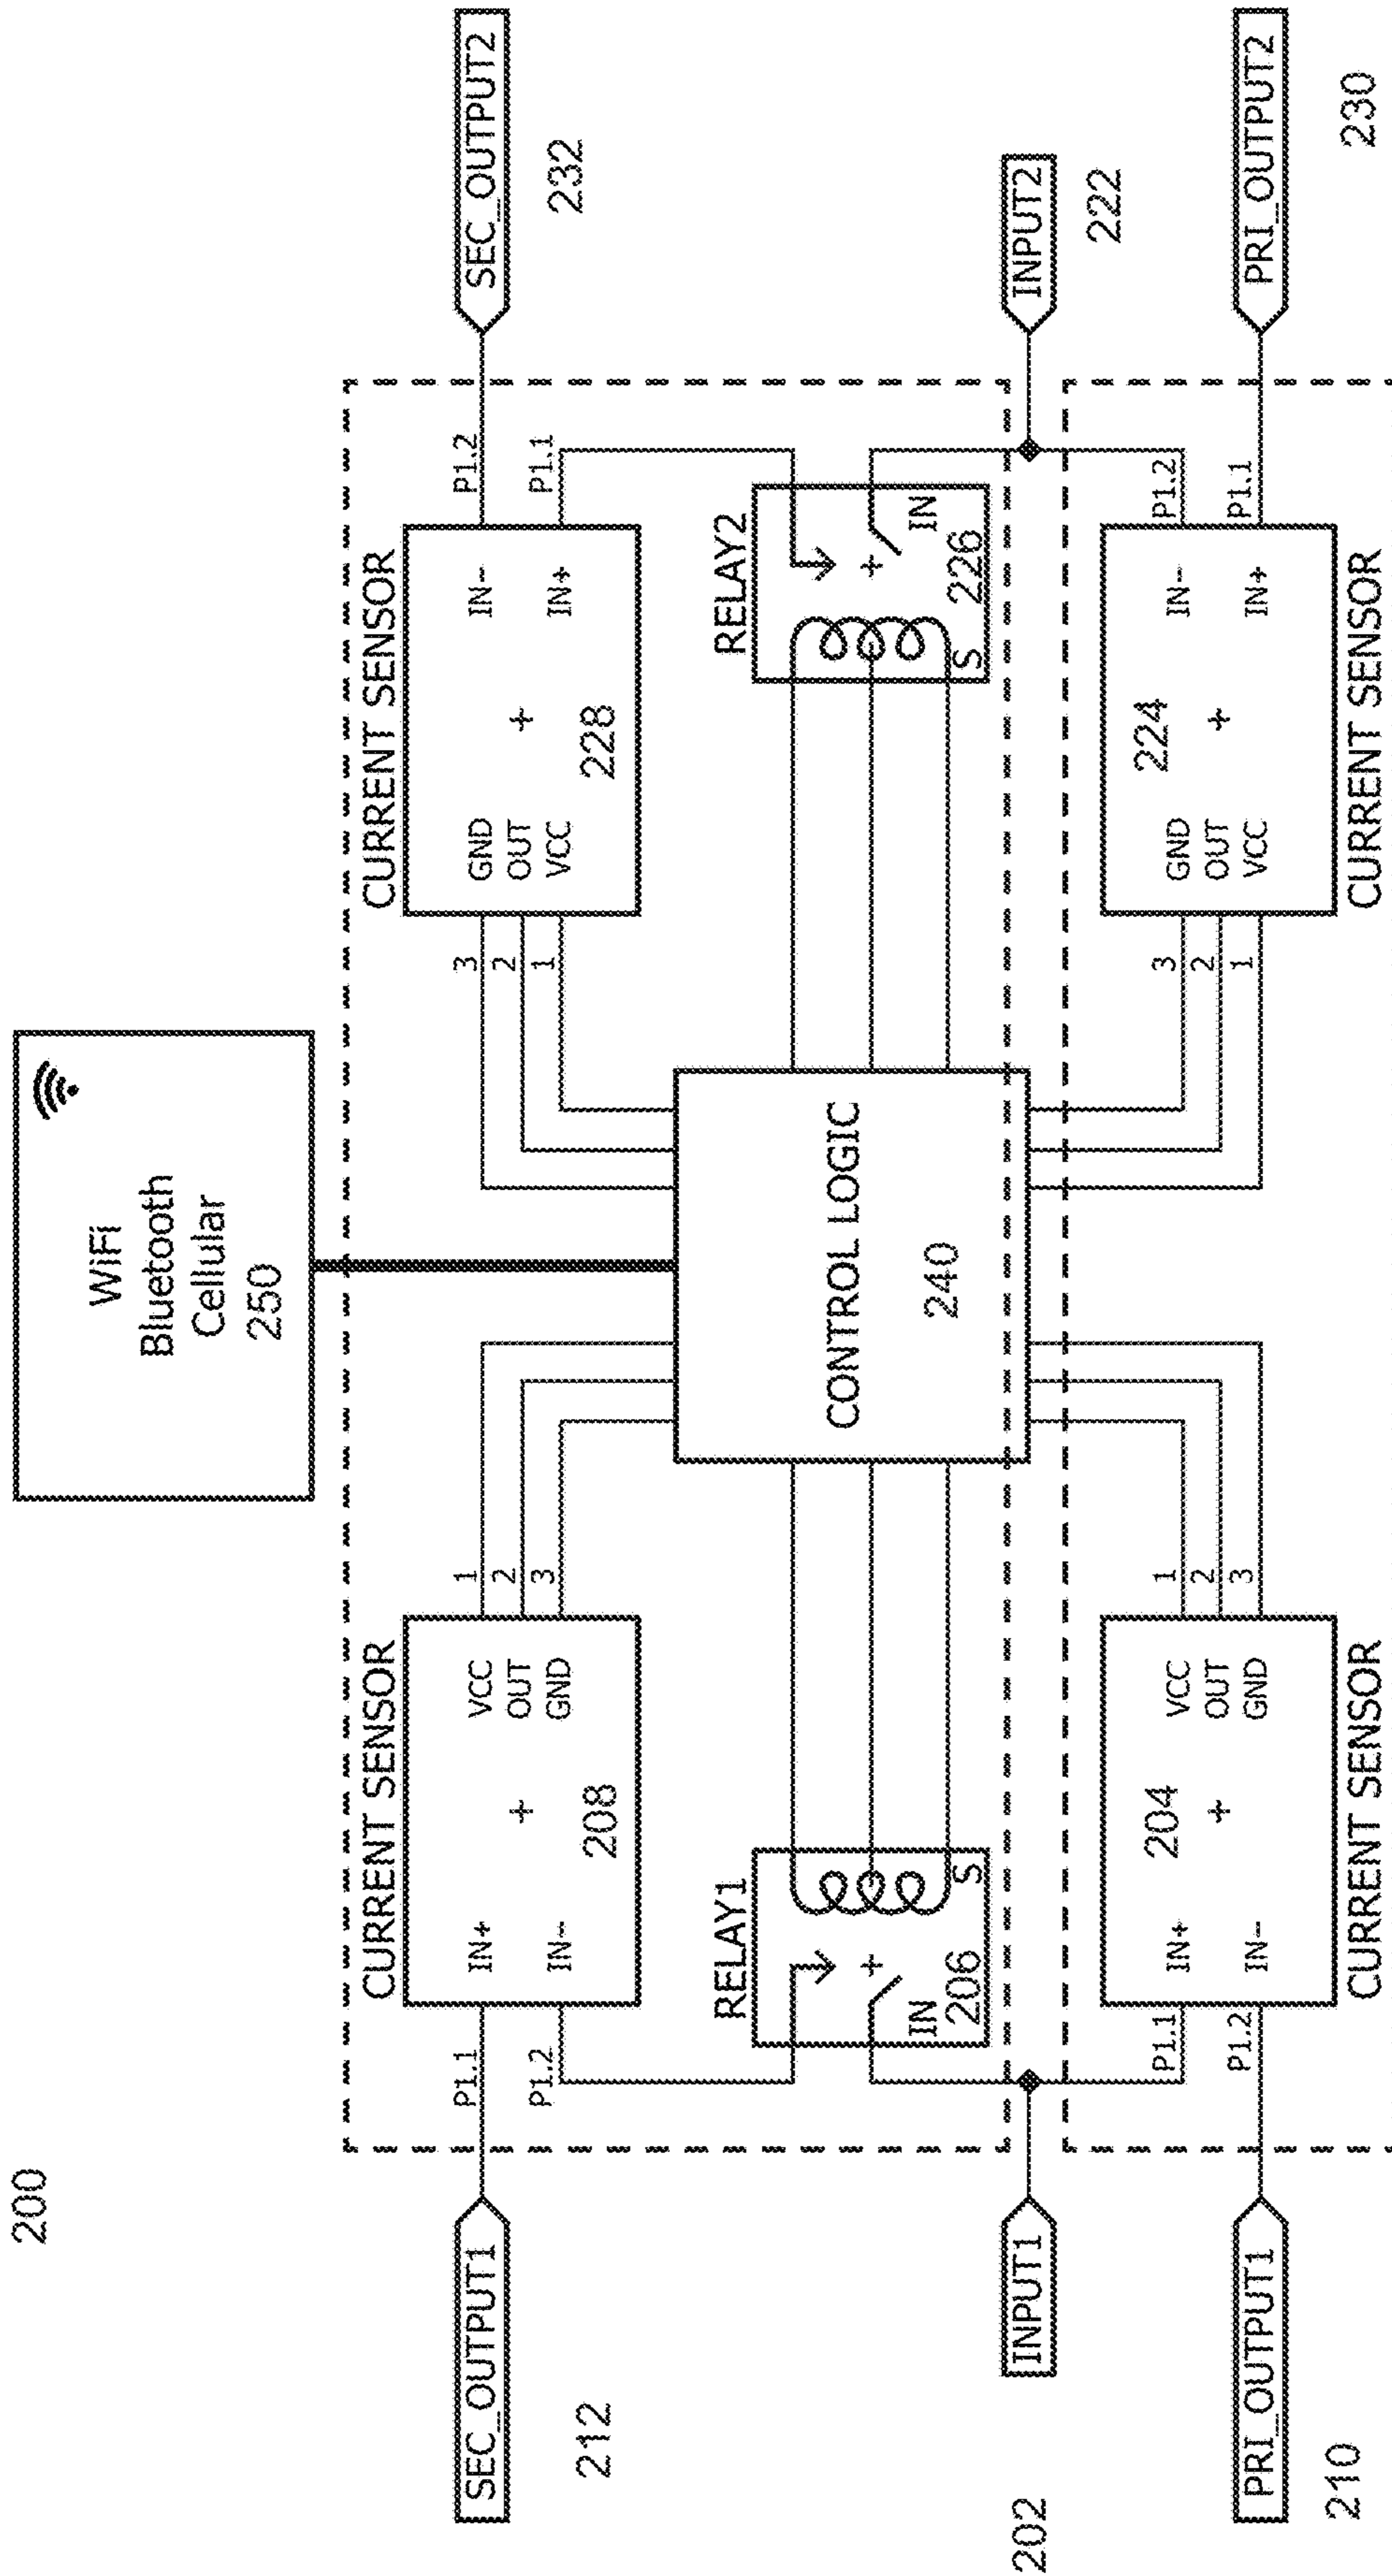 200
WiFi
Bluetooth
Cellular
250
SEC_OUTPUT1
212
P1.1
P1.2
CURRENT SENSOR
IN+
IN-
VCC
OUT
GND
208
1
2
3
CURRENT SENSOR
GND
OUT
VCC
IN-
IN+
228
3
2
1
P1.2
P1.1
SEC_OUTPUT2
232
RELAY1
IN
206
S
CONTROL LOGIC
240
RELAY2
S
226
IN
202
INPUT1
INPUT2
222
PRI_OUTPUT1
210
P1.1
P1.2
IN+
IN-
204
VCC
OUT
GND
1
2
3
CURRENT SENSOR
3
2
1
GND
OUT
VCC
224
IN-
IN+
P1.2
P1.1
CURRENT SENSOR
PRI_OUTPUT2
230